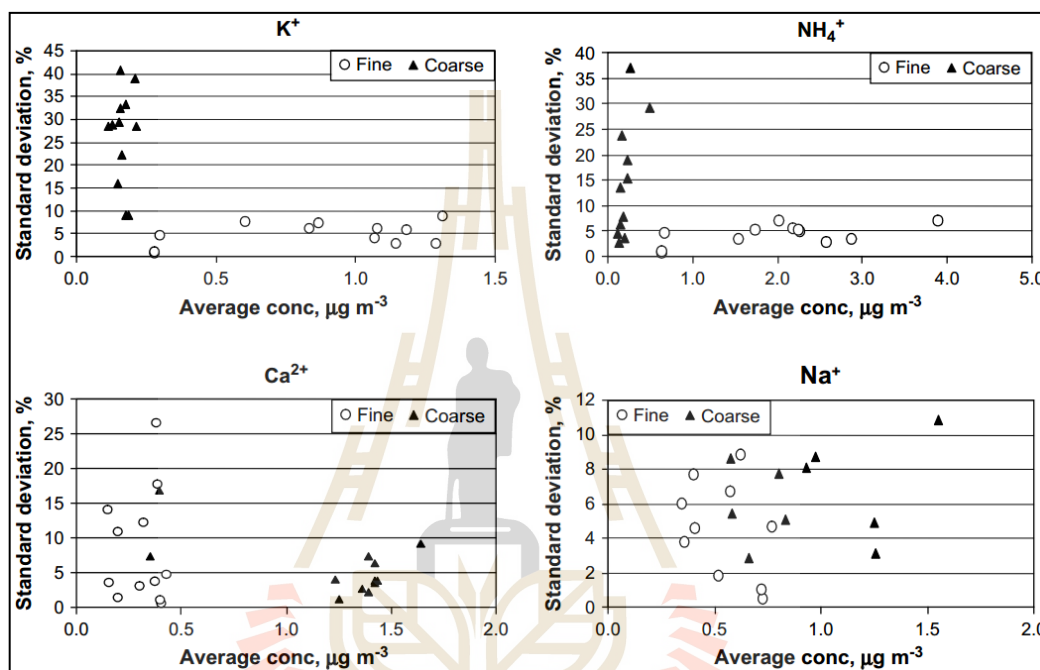 K+
Fine Coarse
45
40
35
30
25
20
15
10
5
0
Standard deviation, %
0.0 0.5 1.0 1.5
Average conc, µg m-3
NH4+
Fine Coarse
40
35
30
25
20
15
10
5
0
Standard deviation, %
0.0 1.0 2.0 3.0 4.0 5.0
Average conc, µg m-3
Ca2+
Fine Coarse
30
25
20
15
10
5
0
Standard deviation, %
0.0 0.5 1.0 1.5 2.0
Average conc, µg m-3
Na+
Fine Coarse
12
10
8
6
4
2
0
Standard deviation, %
0.0 0.5 1.0 1.5 2.0
Average conc, µg m-3